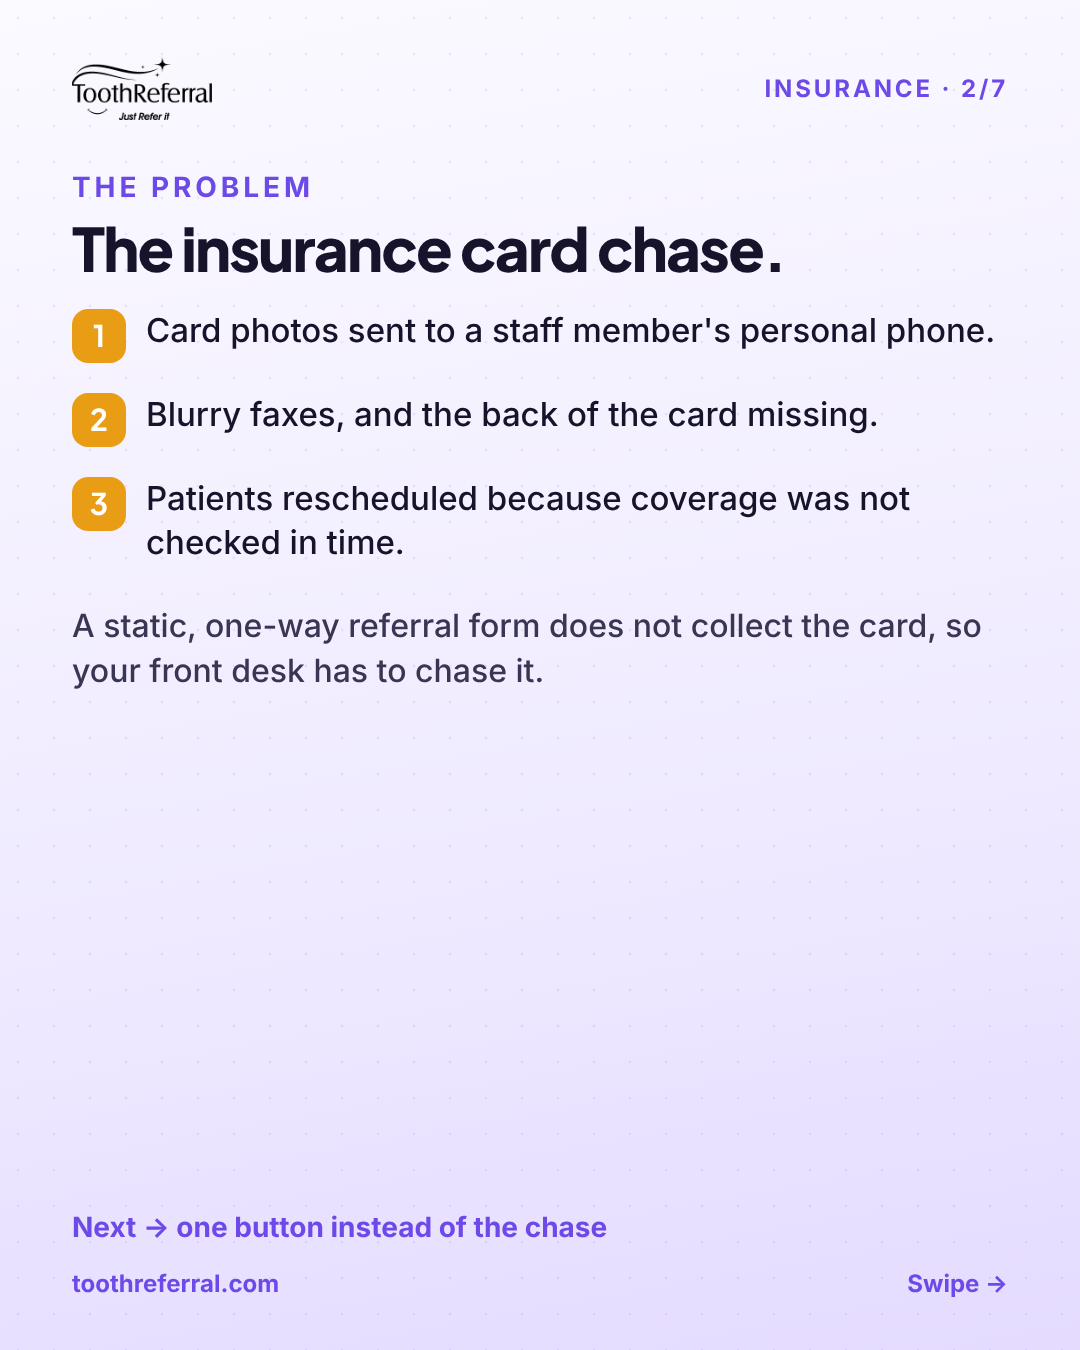 ToothReferral
Just Refer it
INSURANCE · 2/7
THE PROBLEM
The insurance card chase.
1 Card photos sent to a staff member's personal phone.
2 Blurry faxes, and the back of the card missing.
3 Patients rescheduled because coverage was not
checked in time.
A static, one-way referral form does not collect the card, so
your front desk has to chase it.
Next → one button instead of the chase
toothreferral.com
Swipe →